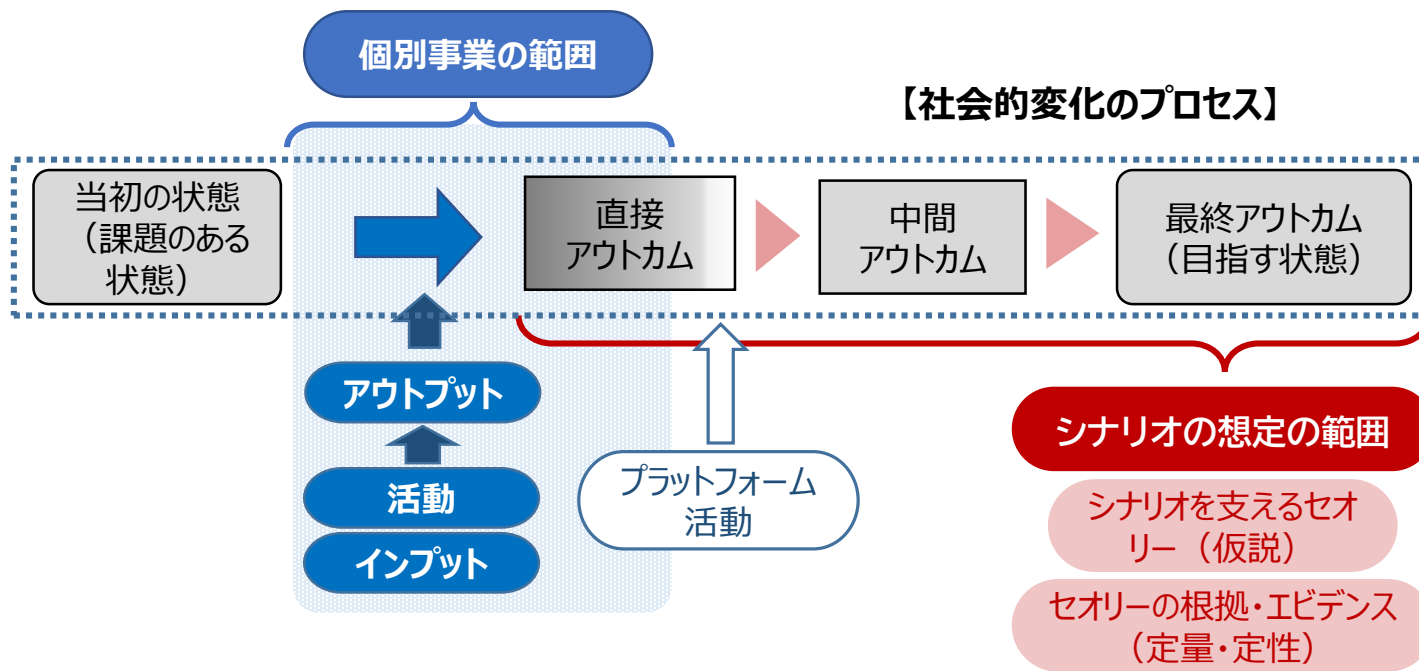 個別事業の範囲
【社会的変化のプロセス】
当初の状態
（課題のある
状態）
直接
アウトカム
中間
アウトカム
最終アウトカム
（目指す状態）
アウトプット
活動
インプット
プラットフォーム
活動
シナリオの想定の範囲
シナリオを支えるセオ
リー（仮説）
セオリーの根拠・エビデンス
（定量・定性）